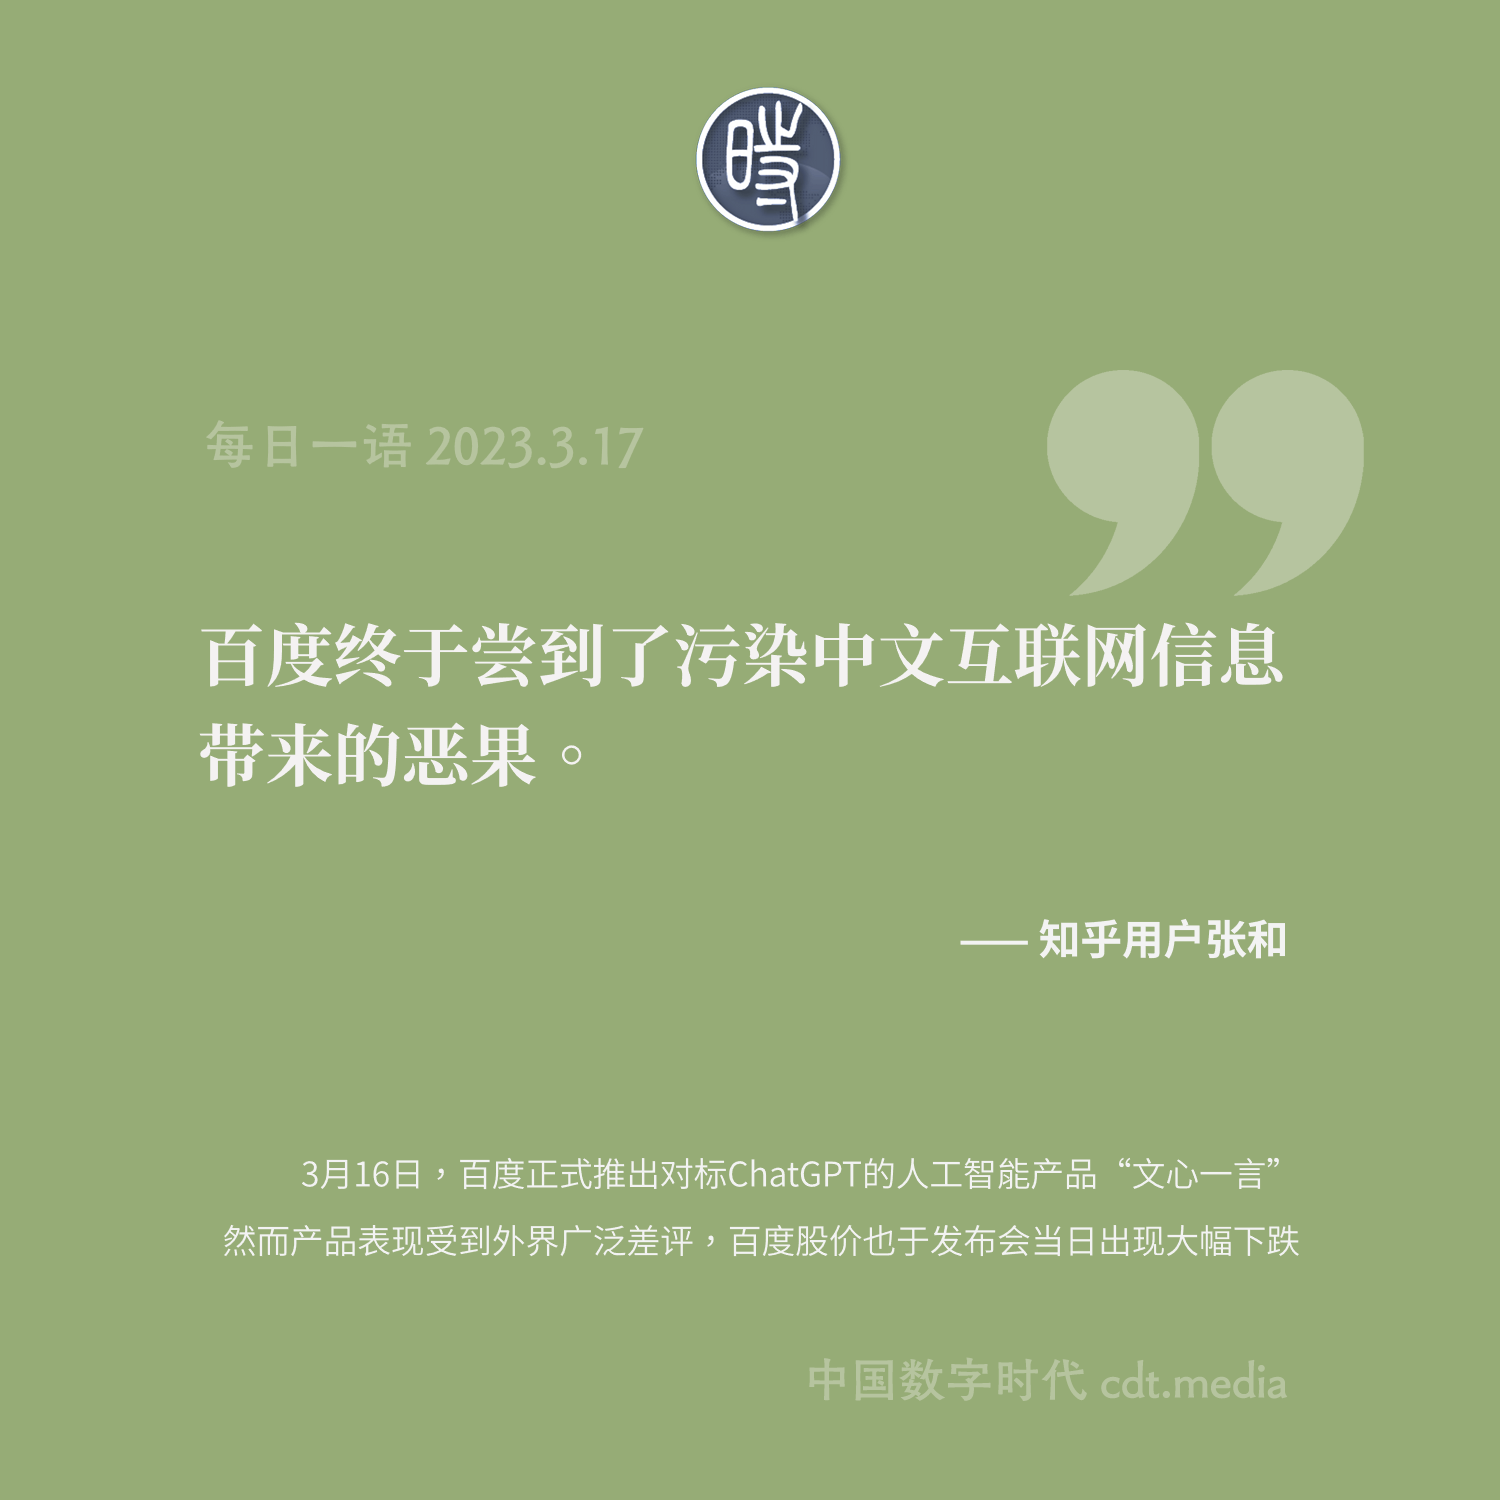 時
每日一语 2023.3.17
百度终于尝到了污染中文互联网信息
带来的恶果。
—— 知乎用户张和
3月16日，百度正式推出对标ChatGPT的人工智能产品“文心一言”
然而产品表现受到外界广泛差评，百度股价也于发布会当日出现大幅下跌
中国数字时代 cdt.media